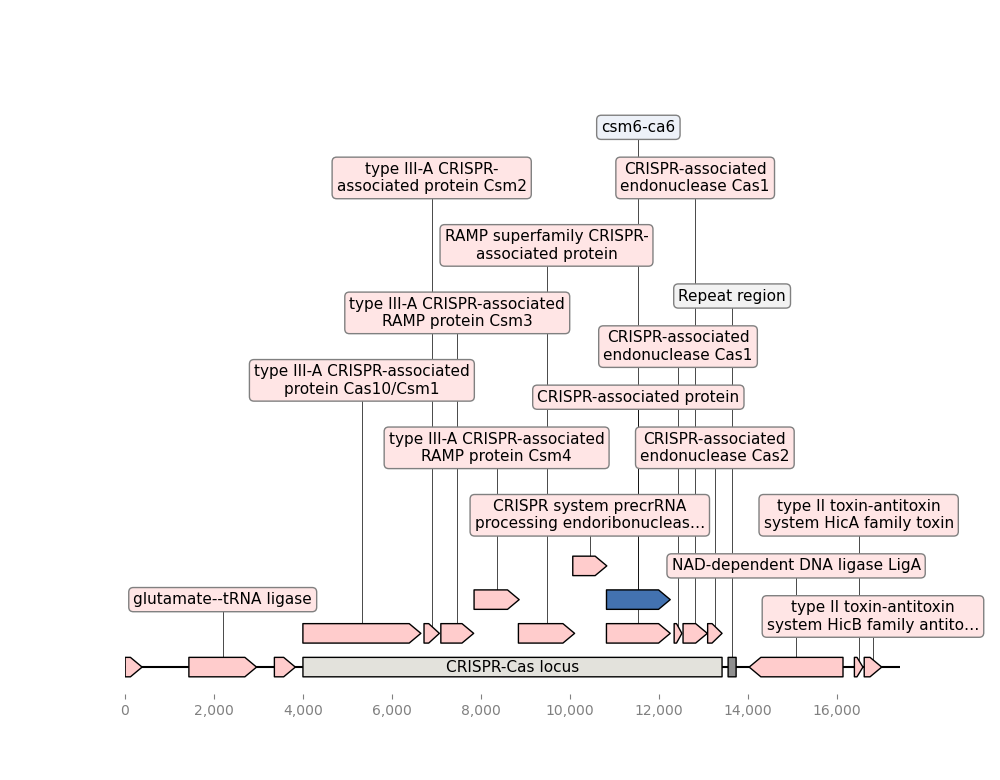 csm6-ca6
type III-A CRISPR-
associated protein Csm2
CRISPR-associated
endonuclease Cas1
RAMP superfamily CRISPR-
associated protein
Repeat region
type III-A CRISPR-associated
RAMP protein Csm3
CRISPR-associated
endonuclease Cas1
type III-A CRISPR-associated
protein Cas10/Csm1
CRISPR-associated protein
type III-A CRISPR-associated
RAMP protein Csm4
CRISPR-associated
endonuclease Cas2
CRISPR system precrRNA
processing endoribonucleas…
type II toxin-antitoxin
system HicA family toxin
NAD-dependent DNA ligase LigA
glutamate--tRNA ligase
type II toxin-antitoxin
system HicB family antito…
CRISPR-Cas locus
0 2,000 4,000 6,000 8,000 10,000 12,000 14,000 16,000